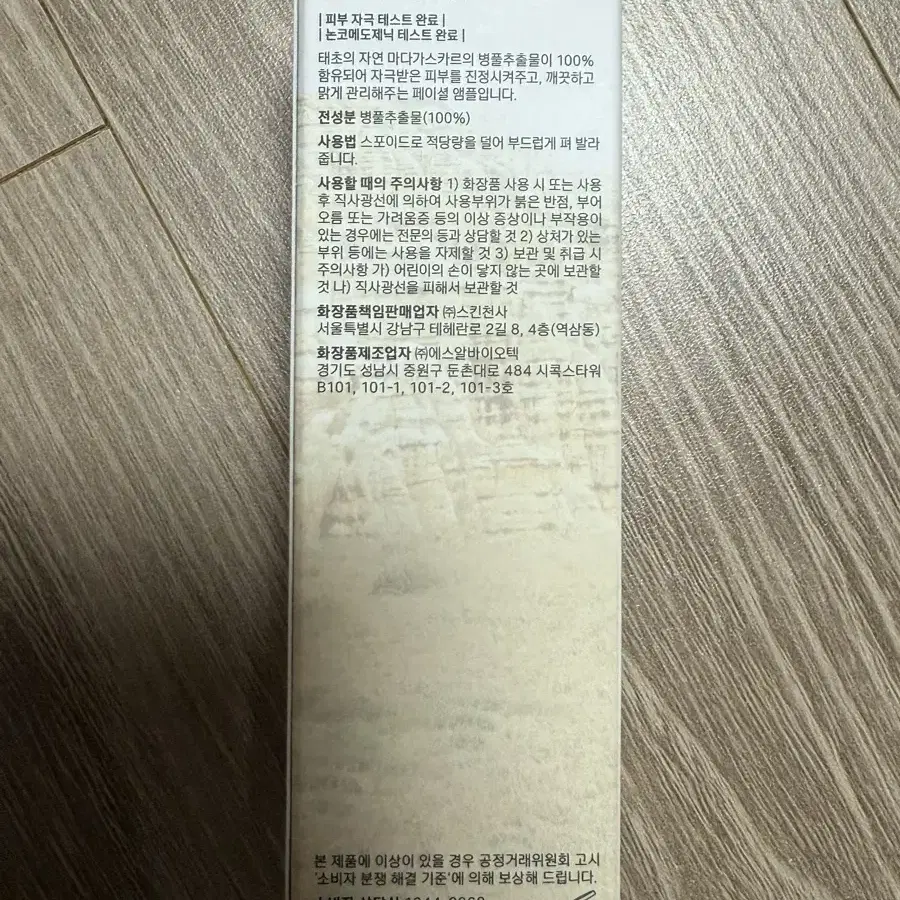 | 피부 자극 테스트 완료 |
| 논코메도제닉 테스트 완료 |
태초의 자연 마다가스카르의 병풀추출물이 100%
함유되어 자극받은 피부를 진정시켜주고, 깨끗하고
맑게 관리해주는 페이셜 앰플입니다.
전성분 병풀추출물(100%)
사용법 스포이드로 적당량을 덜어 부드럽게 펴 발라
줍니다.
사용할 때의 주의사항 1) 화장품 사용 시 또는 사용
후 직사광선에 의하여 사용부위가 붉은 반점, 부어
오름 또는 가려움증 등의 이상 증상이나 부작용이
있는 경우에는 전문의 등과 상담할 것 2) 상처가 있는
부위 등에는 사용을 자제할 것 3) 보관 및 취급 시
주의사항 가) 어린이의 손이 닿지 않는 곳에 보관할
것 나) 직사광선을 피해서 보관할 것
화장품책임판매업자 ㈜스킨천사
서울특별시 강남구 테헤란로 2길 8, 4층(역삼동)
화장품제조업자 ㈜에스알바이오텍
경기도 성남시 중원구 둔촌대로 484 시콕스타워
B101, 101-1, 101-2, 101-3호
본 제품에 이상이 있을 경우 공정거래위원회 고시
'소비자 분쟁 해결 기준'에 의해 보상해 드립니다.